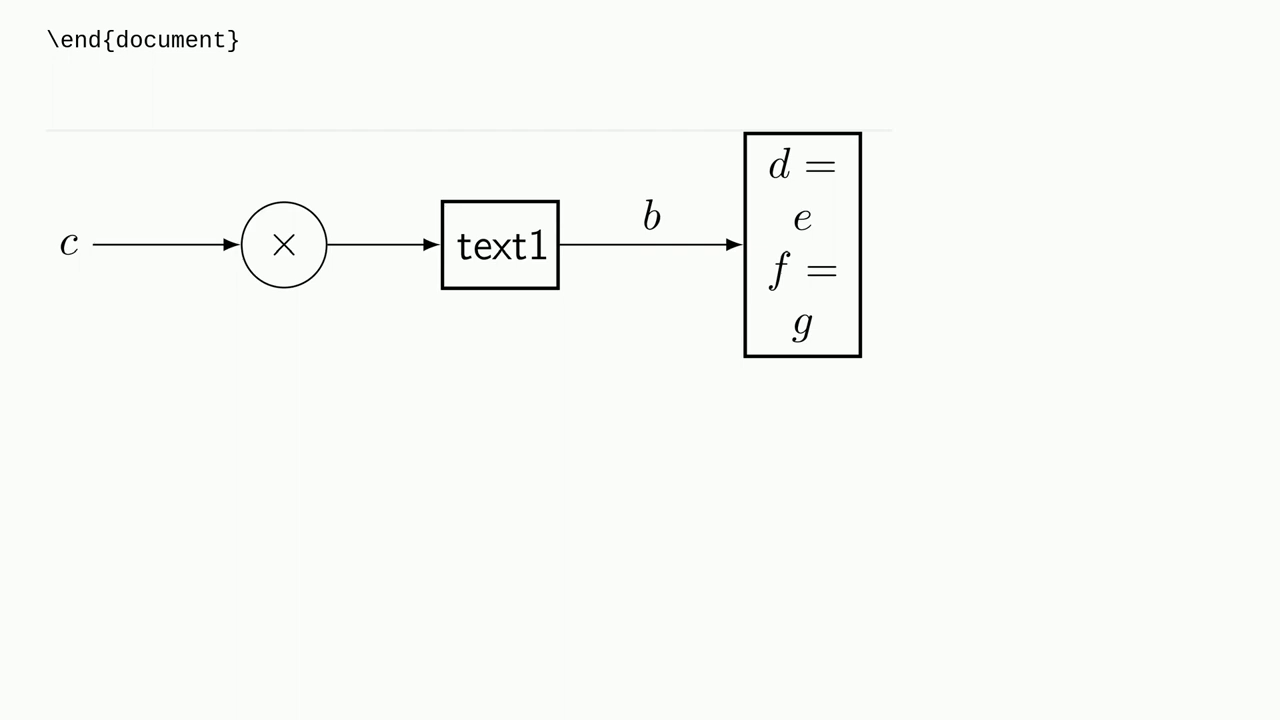 \end{document}
c
×
text1
b
d =
e
f =
g